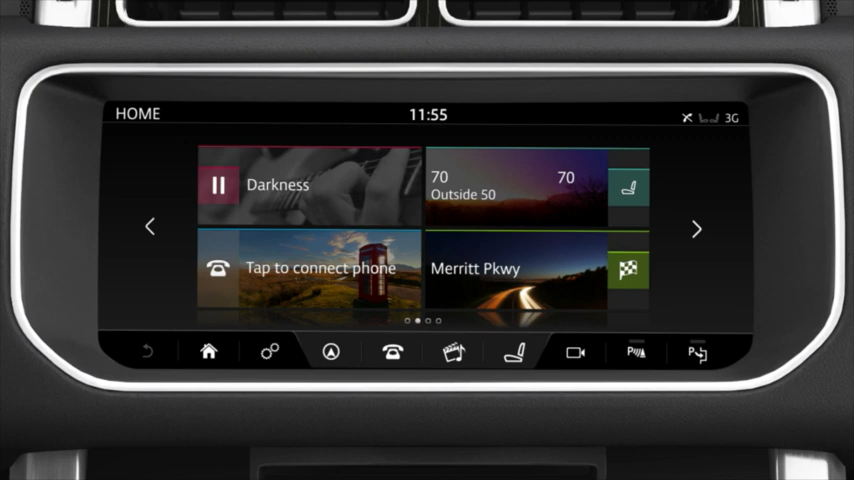 HOME
11:55
3G
Darkness
70
70
Outside 50
Tap to connect phone
Merritt Pkwy
P
P